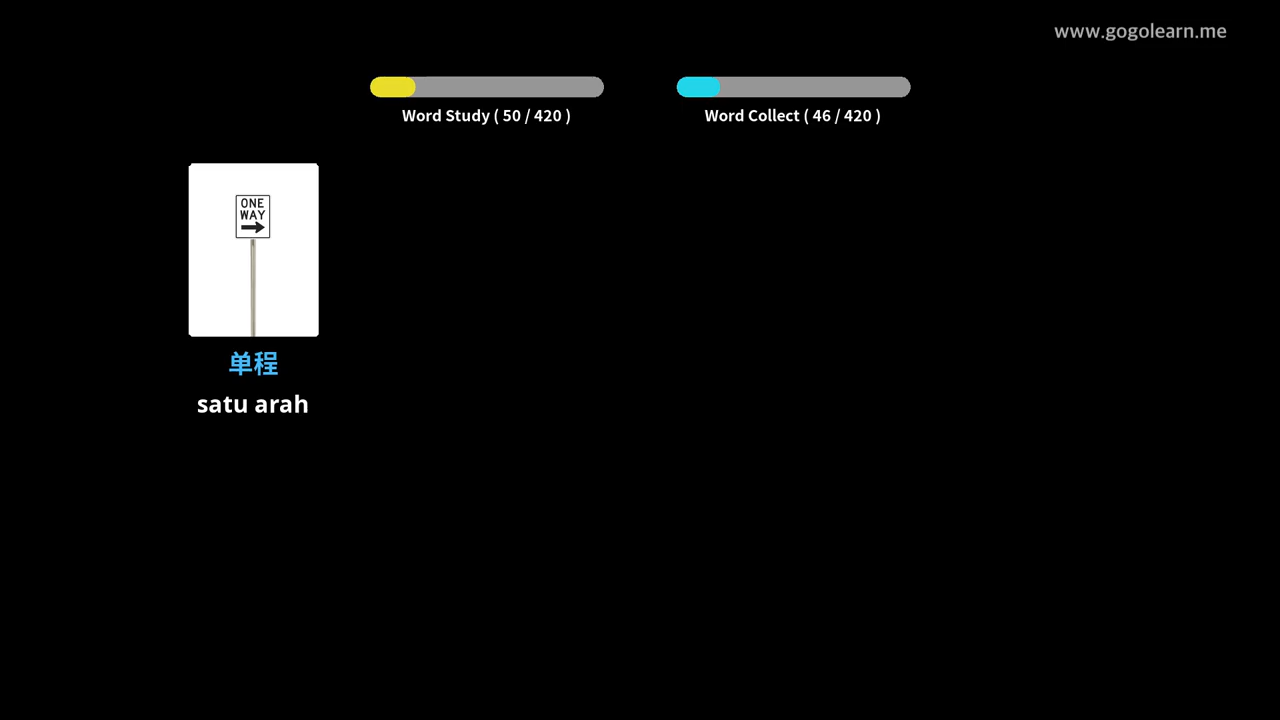 www.gogolearn.me
Word Study ( 50 / 420 )
Word Collect ( 46 / 420 )
ONE
WAY
单程
satu arah